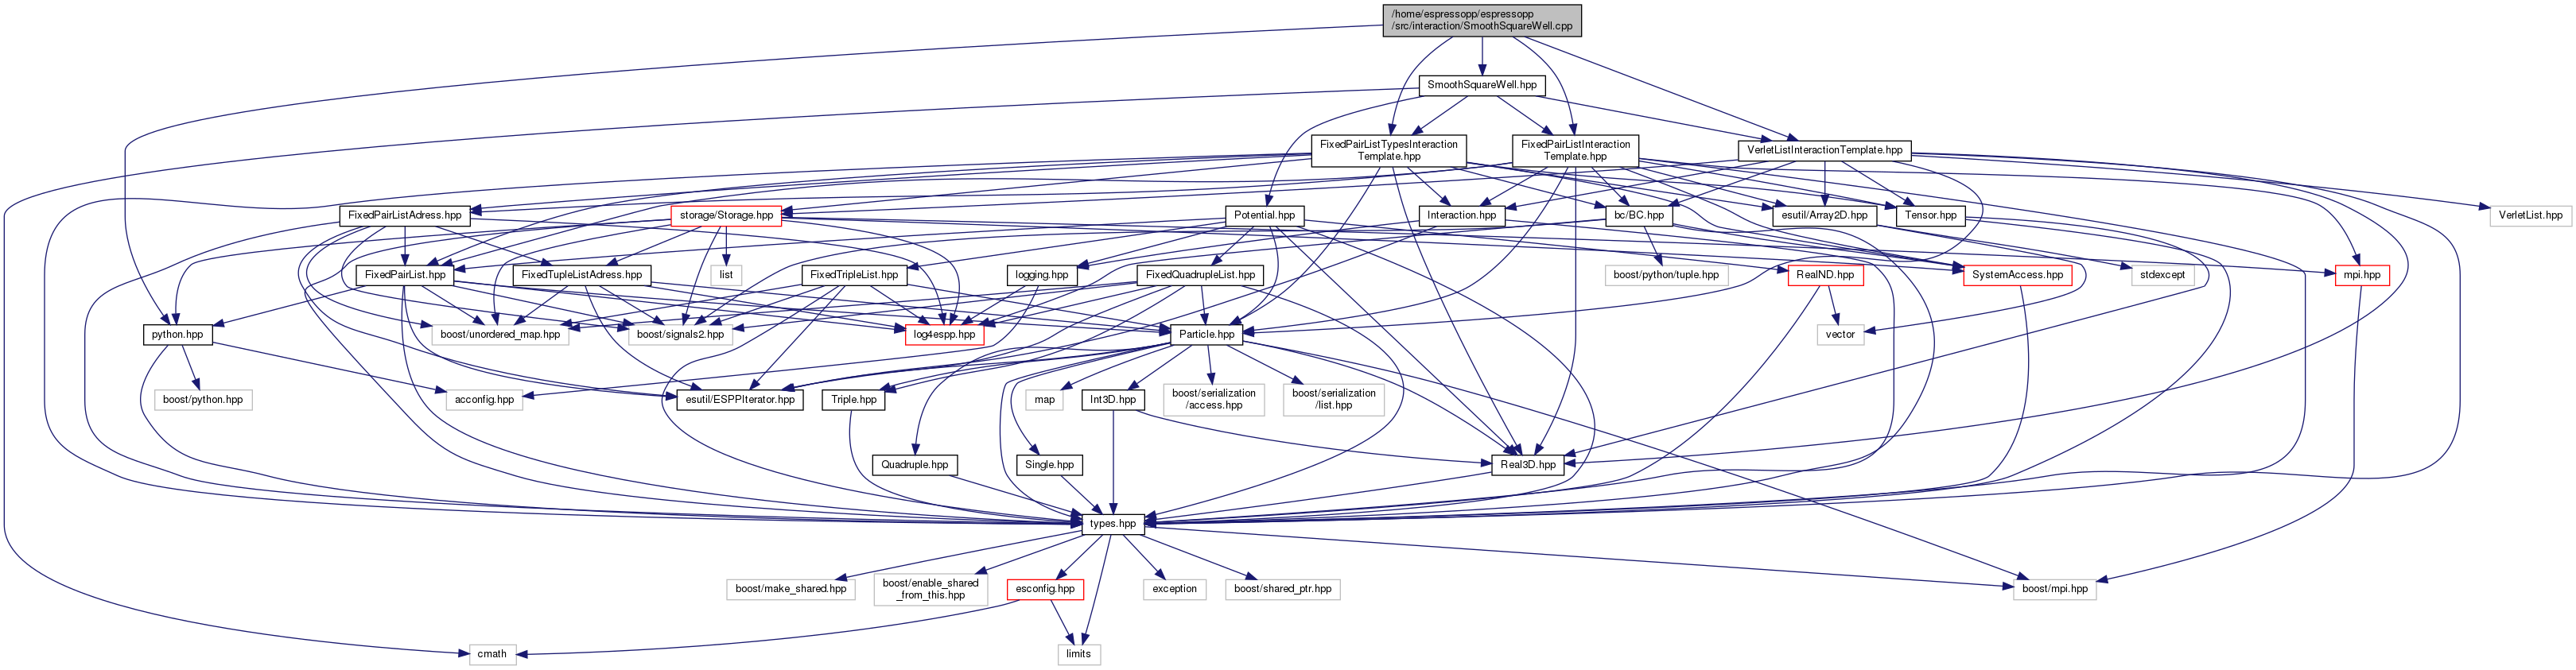 /home/espressopp/espressopp
/src/interaction/SmoothSquareWell.cpp
SmoothSquareWell.hpp
FixedPairListTypesInteraction
Template.hpp
FixedPairListInteraction
Template.hpp
VerletListInteractionTemplate.hpp
FixedPairListAdress.hpp
storage/Storage.hpp
Potential.hpp
Interaction.hpp
bc/BC.hpp
esutil/Array2D.hpp
Tensor.hpp
VerletList.hpp
FixedPairList.hpp
FixedTupleListAdress.hpp
list
FixedTripleList.hpp
logging.hpp
FixedQuadrupleList.hpp
boost/python/tuple.hpp
RealND.hpp
SystemAccess.hpp
stdexcept
mpi.hpp
python.hpp
boost/unordered_map.hpp
boost/signals2.hpp
log4espp.hpp
Particle.hpp
vector
boost/python.hpp
acconfig.hpp
esutil/ESPPIterator.hpp
Triple.hpp
map
Int3D.hpp
boost/serialization
/access.hpp
boost/serialization
/list.hpp
Quadruple.hpp
Single.hpp
Real3D.hpp
types.hpp
boost/make_shared.hpp
boost/enable_shared
_from_this.hpp
esconfig.hpp
exception
boost/shared_ptr.hpp
boost/mpi.hpp
cmath
limits